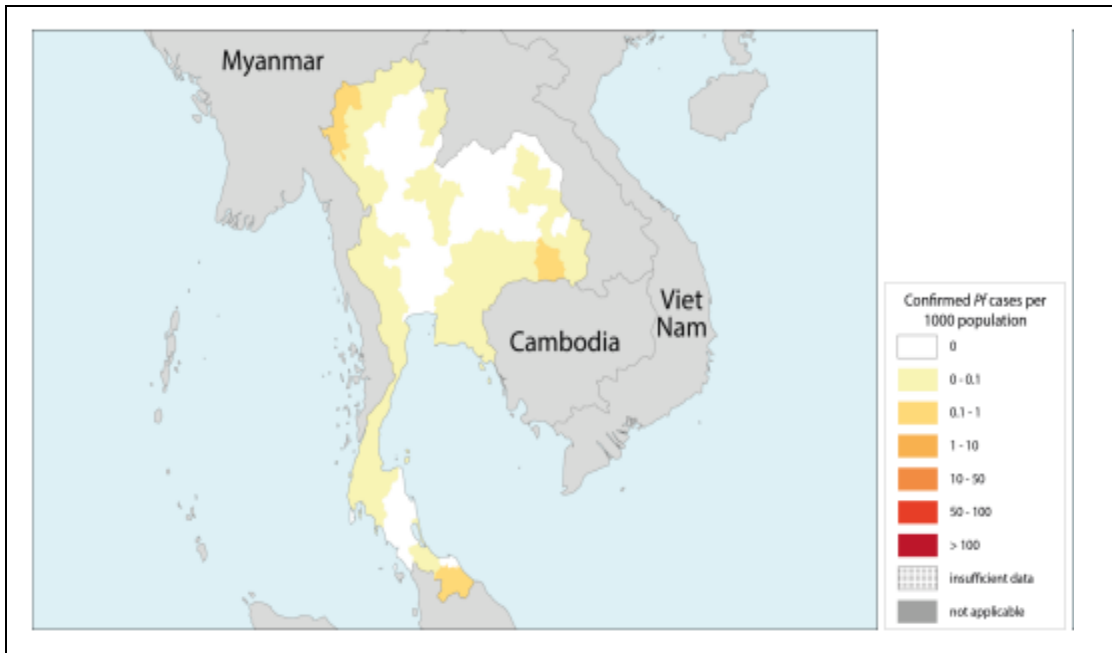 Myanmar
Cambodia
Viet
Nam
Confirmed Pf cases per
1000 population
0
0 - 0.1
0.1 - 1
1 - 10
10 - 50
50 - 100
> 100
insufficient data
not applicable